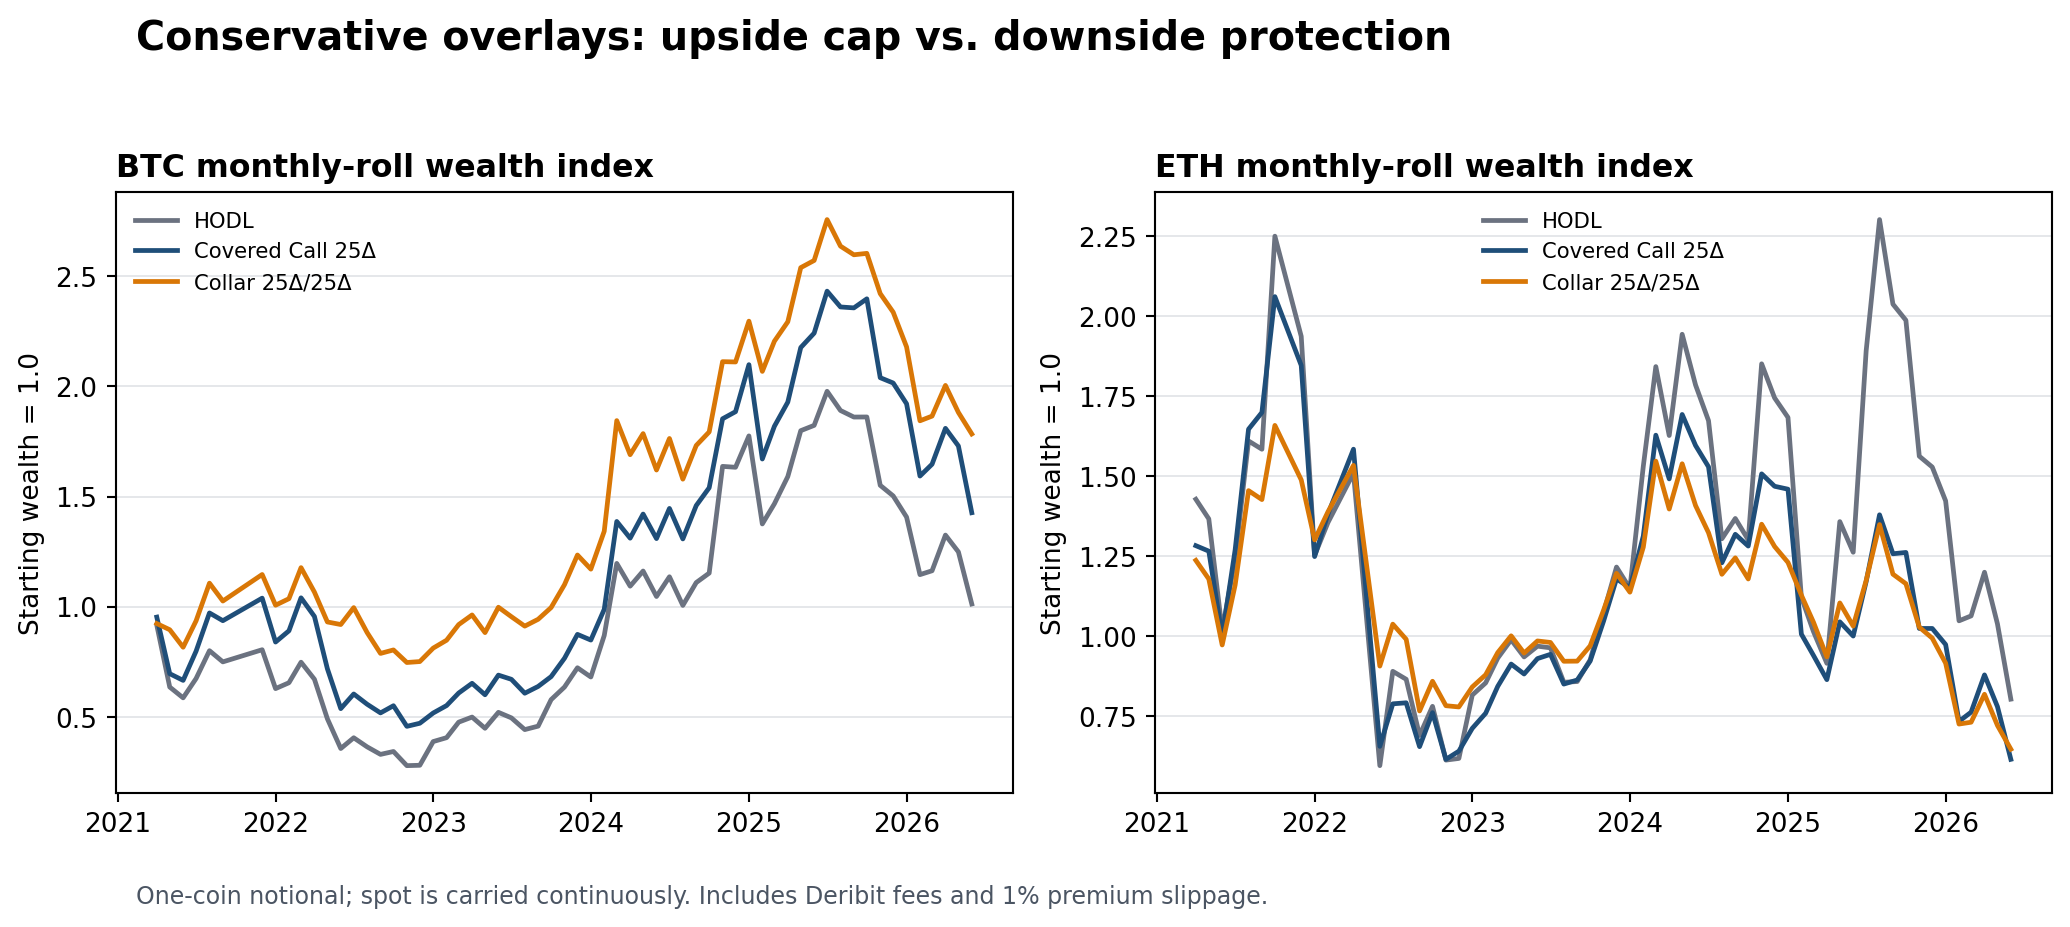 Conservative overlays: upside cap vs. downside protection
BTC monthly-roll wealth index
HODL
Covered Call 25Δ
Collar 25Δ/25Δ
Starting wealth = 1.0
2.5
2.0
1.5
1.0
0.5
2021
2022
2023
2024
2025
2026
ETH monthly-roll wealth index
HODL
Covered Call 25Δ
Collar 25Δ/25Δ
Starting wealth = 1.0
2.25
2.00
1.75
1.50
1.25
1.00
0.75
2021
2022
2023
2024
2025
2026
One-coin notional; spot is carried continuously. Includes Deribit fees and 1% premium slippage.